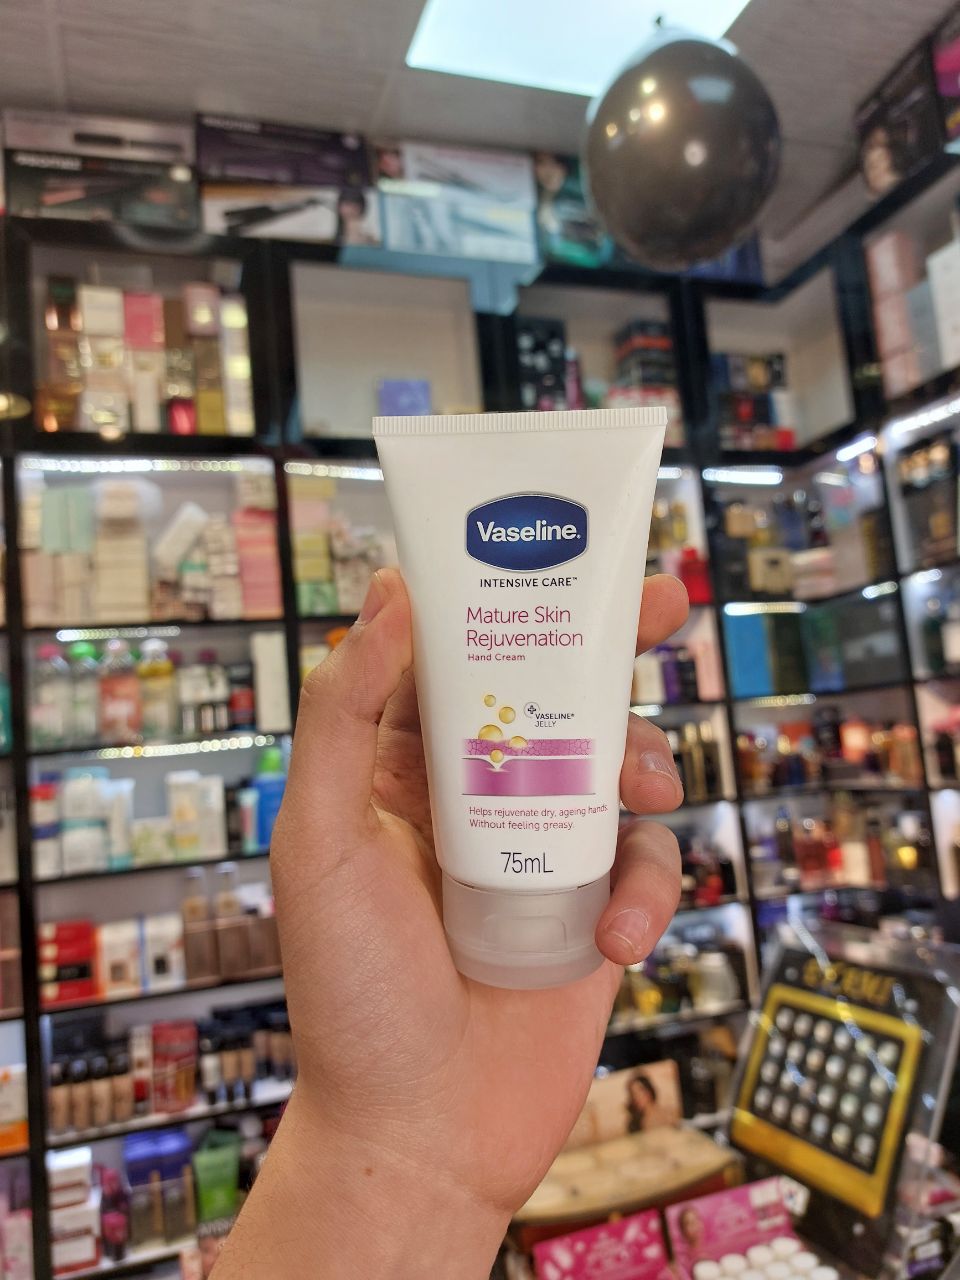 Vaseline®
INTENSIVE CARE™
Mature Skin
Rejuvenation
Hand Cream
VASELINE®
JELLY
Helps rejuvenate dry, ageing hands.
Without feeling greasy.
75mL